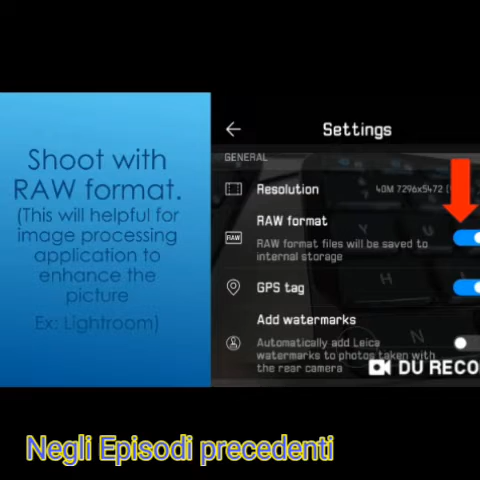 Shoot with
RAW format.
(This will helpful for
image processing
application to
enhance the
picture
Ex: Lightroom)
Settings
GENERAL
Resolution 40M 7296x5472
RAW format
RAW
RAW format files will be saved to
internal storage
GPS tag
Add watermarks
Automatically add Leica
watermarks to photos taken with
the rear camera
DU RECO
Negli Episodi precedenti